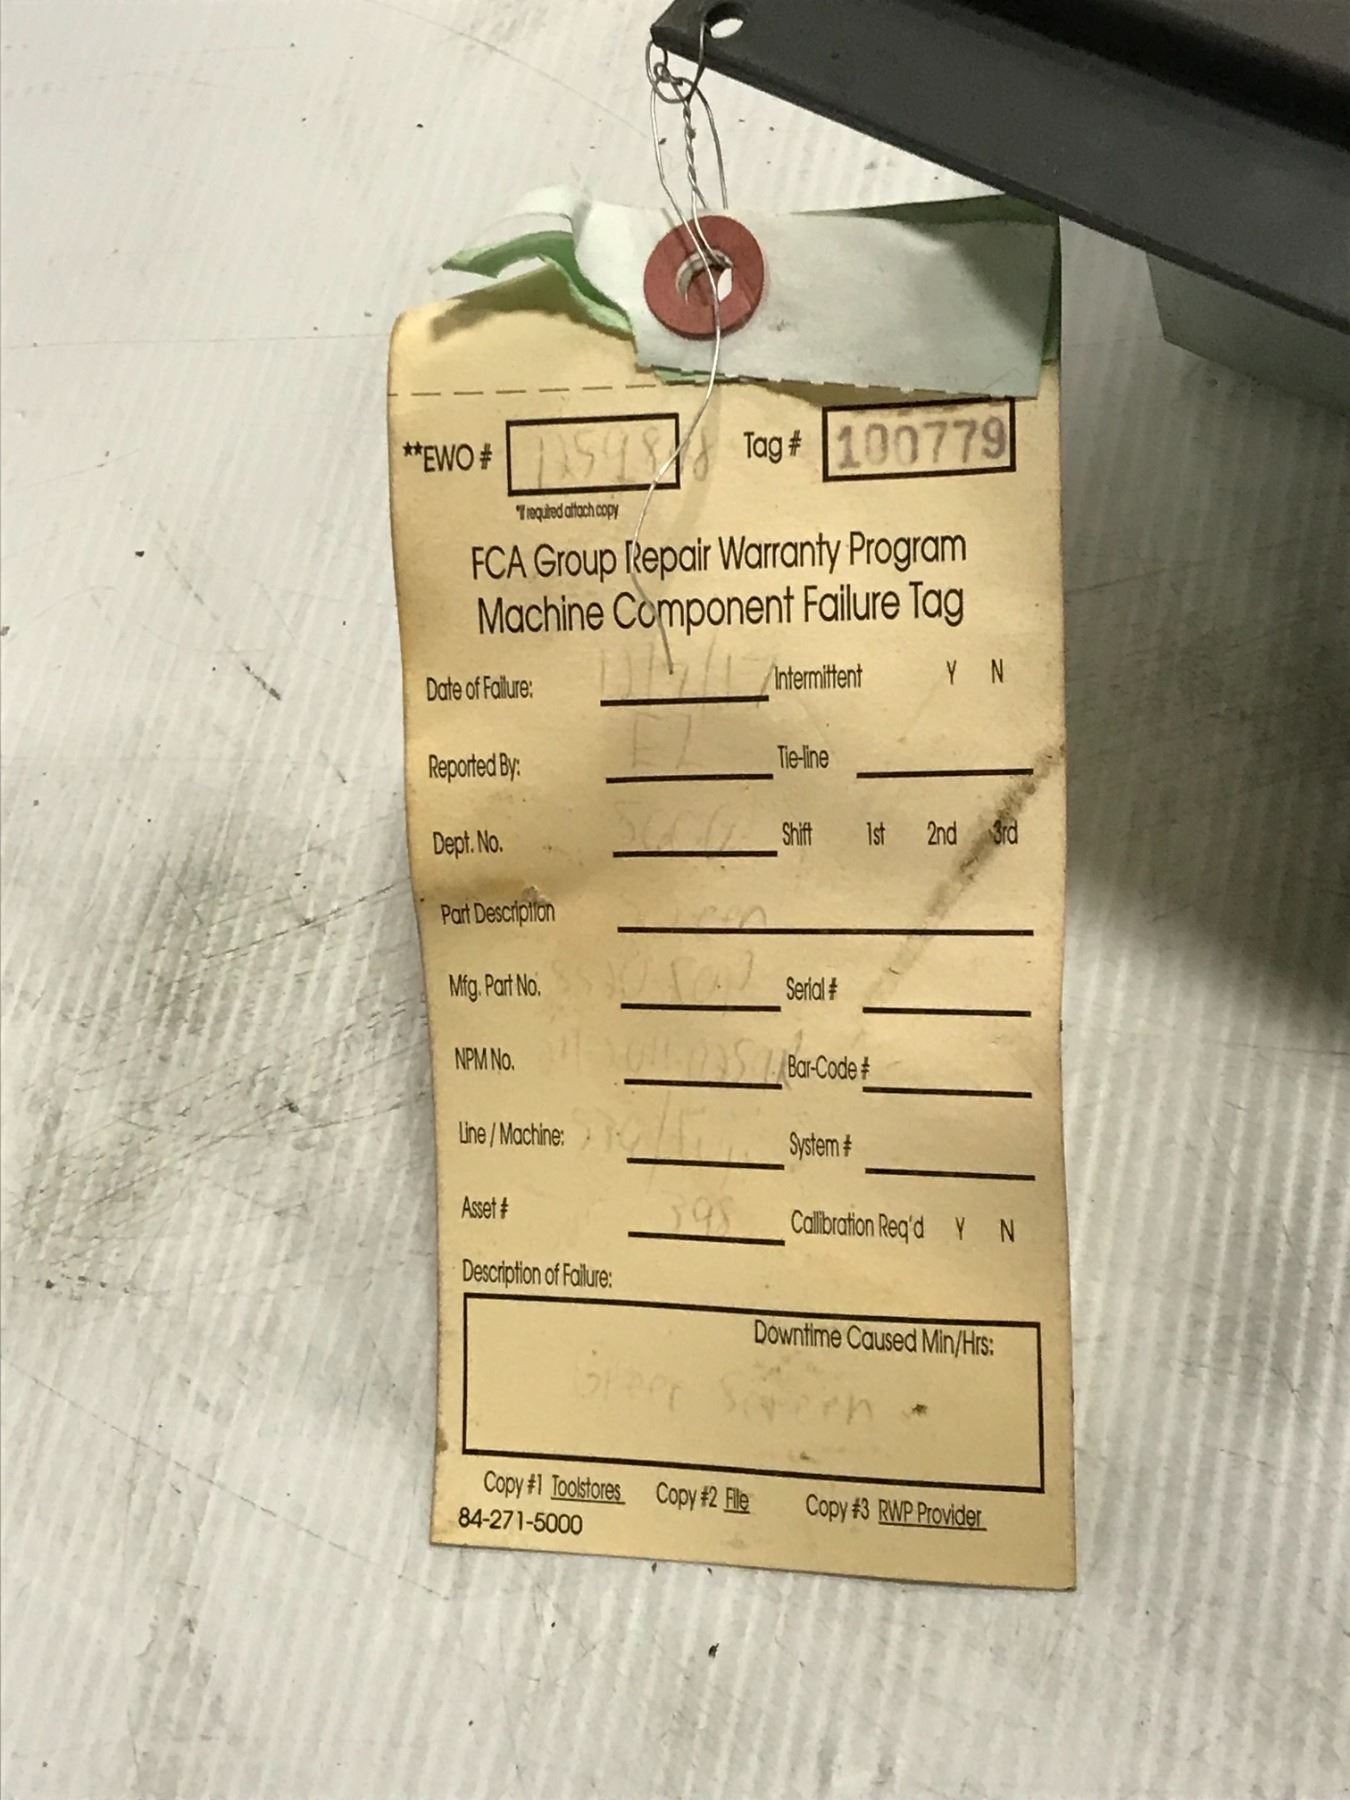 **EWO #
Tag # 100779
*If required attach copy
FCA Group Repair Warranty Program
Machine Component Failure Tag
Date of Failure: Intermittent Y N
Reported By: Tie-line
Dept. No. Shift 1st 2nd 3rd
Part Description
Mfg. Part No. Serial #
NPM No. Bar-Code #
Line / Machine: System #
Asset # 398 Callibration Req'd Y N
Description of Failure:
Downtime Caused Min/Hrs:
Copy #1 Toolstores Copy #2 File Copy #3 RWP Provider
84-271-5000